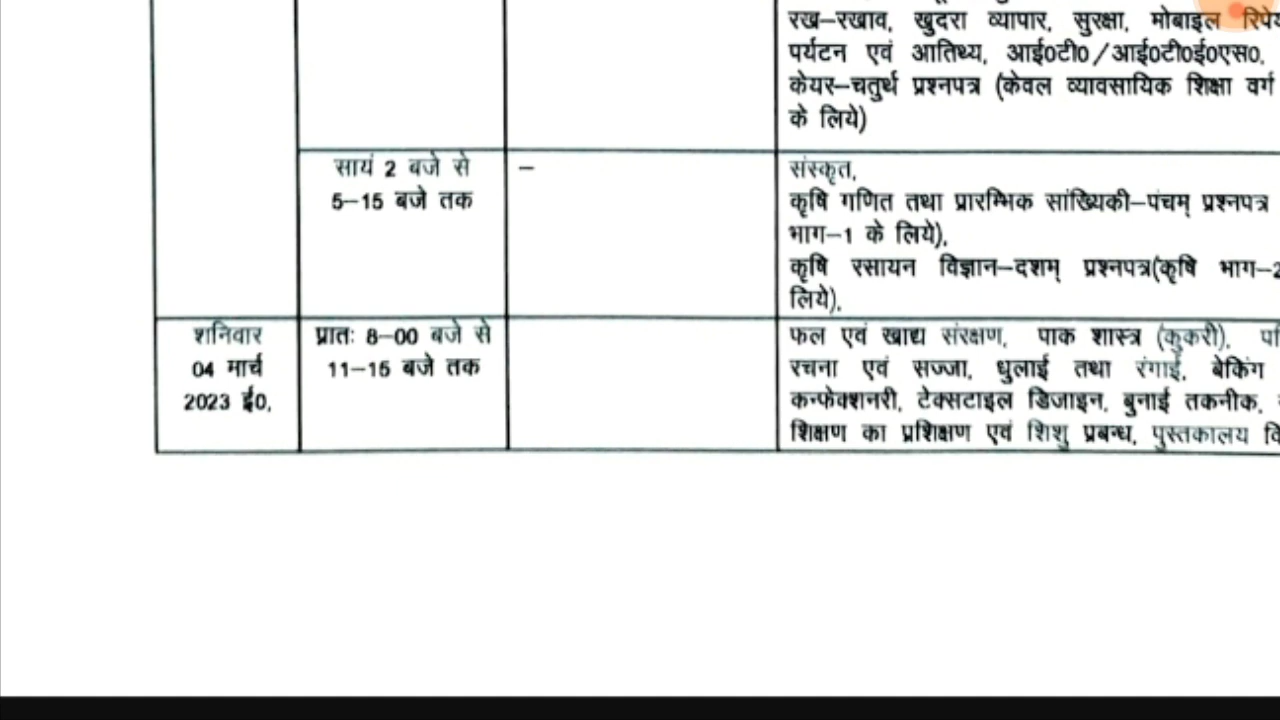 रख–रखाव, खुदरा व्यापार, सुरक्षा, मोबाइल
पर्यटन एवं आतिथ्य, आई0टी0/आई0टी0ई0एस0,
केयर–चतुर्थ प्रश्नपत्र (केवल व्यावसायिक शिक्षा वर्ग
के लिये)
सायं 2 बजे से
5–15 बजे तक
–
संस्कृत,
कृषि गणित तथा प्रारम्भिक सांख्यिकी–पंचम् प्रश्नपत्र
भाग–1 के लिये),
कृषि रसायन विज्ञान–दशम् प्रश्नपत्र(कृषि भाग–2
लिये),
शनिवार
04 मार्च
2023 ई0,
प्रातः 8–00 बजे से
11–15 बजे तक
फल एवं खाद्य संरक्षण, पाक शास्त्र (कुकरी),
रचना एवं सज्जा, धुलाई तथा रंगाई, बेकिंग
कन्फेक्शनरी, टेक्सटाइल डिजाइन, बुनाई तकनीक,
शिक्षण का प्रशिक्षण एवं शिशु प्रबन्ध, पुस्तकालय